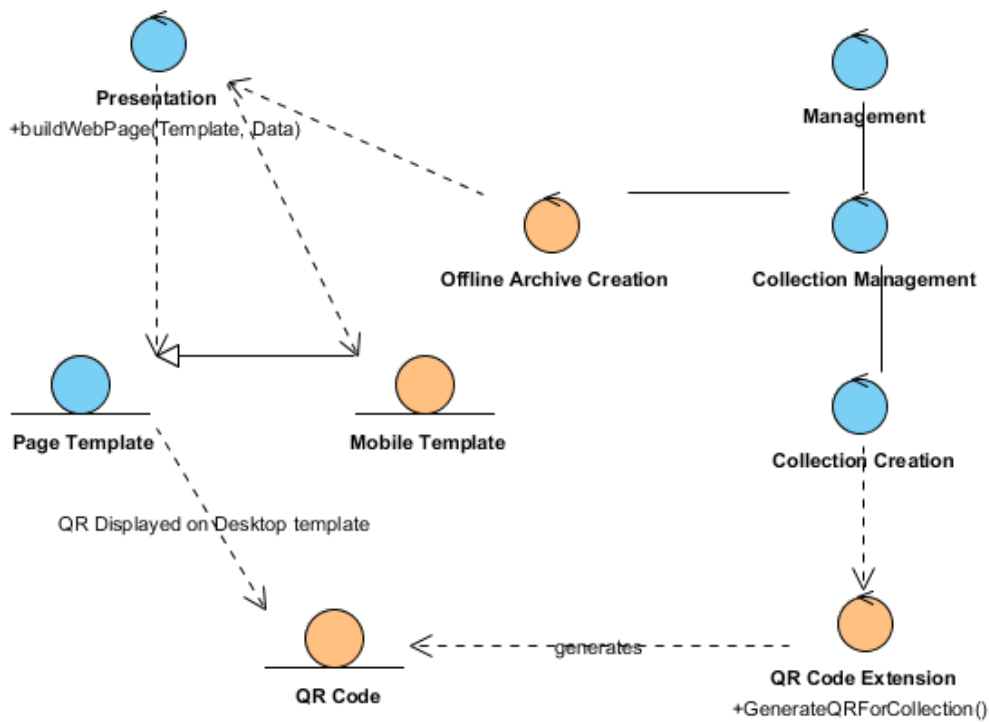 Presentation
+buildWebPage(Template, Data)
Management
Offline Archive Creation
Collection Management
Page Template
Mobile Template
Collection Creation
QR Displayed on Desktop template
generates
QR Code
QR Code Extension
+GenerateQRForCollection()